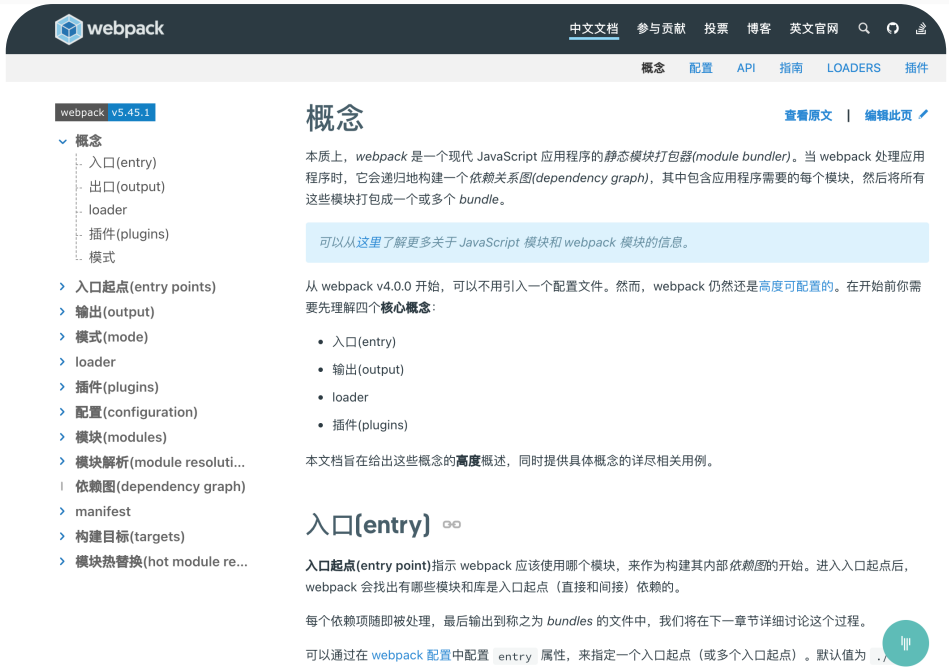 webpack
中文文档 参与贡献 投票 博客 英文官网
概念 配置 API 指南 LOADERS 插件
webpack v5.45.1
概念
入口(entry)
出口(output)
loader
插件(plugins)
模式
入口起点(entry points)
输出(output)
模式(mode)
loader
插件(plugins)
配置(configuration)
模块(modules)
模块解析(module resoluti...
依赖图(dependency graph)
manifest
构建目标(targets)
模块热替换(hot module re...
概念
查看原文 | 编辑此页
本质上，webpack 是一个现代 JavaScript 应用程序的静态模块打包器(module bundler)。当 webpack 处理应用
程序时，它会递归地构建一个依赖关系图(dependency graph)，其中包含应用程序需要的每个模块，然后将所有
这些模块打包成一个或多个 bundle。
可以从这里了解更多关于 JavaScript 模块和 webpack 模块的信息。
从 webpack v4.0.0 开始，可以不用引入一个配置文件。然而，webpack 仍然还是高度可配置的。在开始前你需
要先理解四个核心概念：
• 入口(entry)
• 输出(output)
• loader
• 插件(plugins)
本文档旨在给出这些概念的高度概述，同时提供具体概念的详尽相关用例。
入口(entry)
入口起点(entry point)指示 webpack 应该使用哪个模块，来作为构建其内部依赖图的开始。进入入口起点后，
webpack 会找出有哪些模块和库是入口起点（直接和间接）依赖的。
每个依赖项随即被处理，最后输出到称之为 bundles 的文件中，我们将在下一章节详细讨论这个过程。
可以通过在 webpack 配置中配置 entry 属性，来指定一个入口起点（或多个入口起点）。默认值为 ./